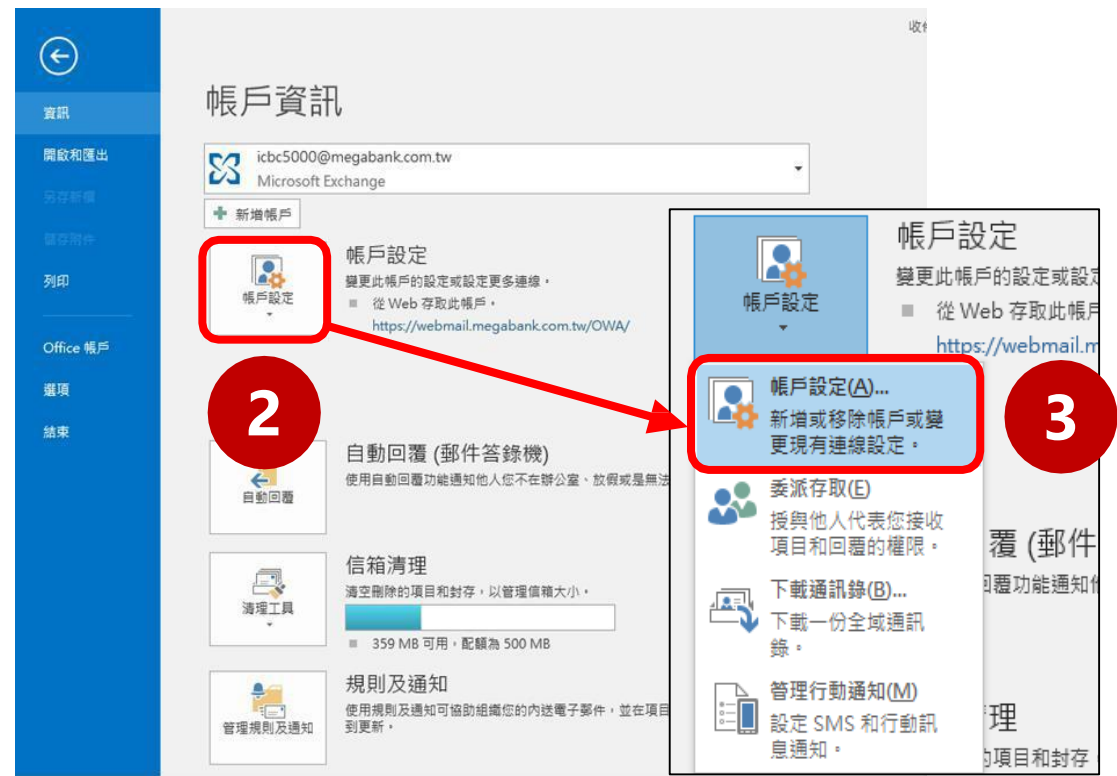 收件
資訊
開啟和匯出
另存新檔
儲存附件
列印
Office 帳戶
選項
結束
帳戶資訊
icbc5000@megabank.com.tw
Microsoft Exchange
新增帳戶
帳戶設定
帳戶設定
變更此帳戶的設定或設定更多連線。
從 Web 存取此帳戶。
https://webmail.megabank.com.tw/OWA/
2
自動回覆
自動回覆 (郵件答錄機)
使用自動回覆功能通知他人您不在辦公室、放假或是無法
清理工具
信箱清理
清空刪除的項目和封存，以管理信箱大小。
359 MB 可用，配額為 500 MB
管理規則及通知
規則及通知
使用規則及通知可協助組織您的內送電子郵件，並在項目
到更新。
帳戶設定
帳戶設定
變更此帳戶的設定或設定
從 Web 存取此帳戶
https://webmail.m
帳戶設定(A)...
新增或移除帳戶或變
更現有連線設定。
3
委派存取(E)
授與他人代表您接收
項目和回覆的權限。
下載通訊錄(B)...
下載一份全域通訊
錄。
管理行動通知(M)
設定 SMS 和行動訊
息通知。
覆 (郵件
回覆功能通知他
理
的項目和封存，